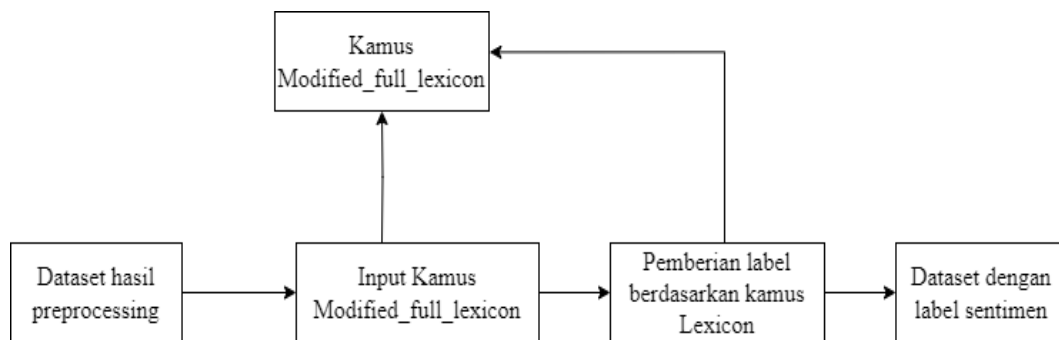 Kamus
Modified_full_lexicon
Dataset hasil
preprocessing
Input Kamus
Modified_full_lexicon
Pemberian label
berdasarkan kamus
Lexicon
Dataset dengan
label sentimen